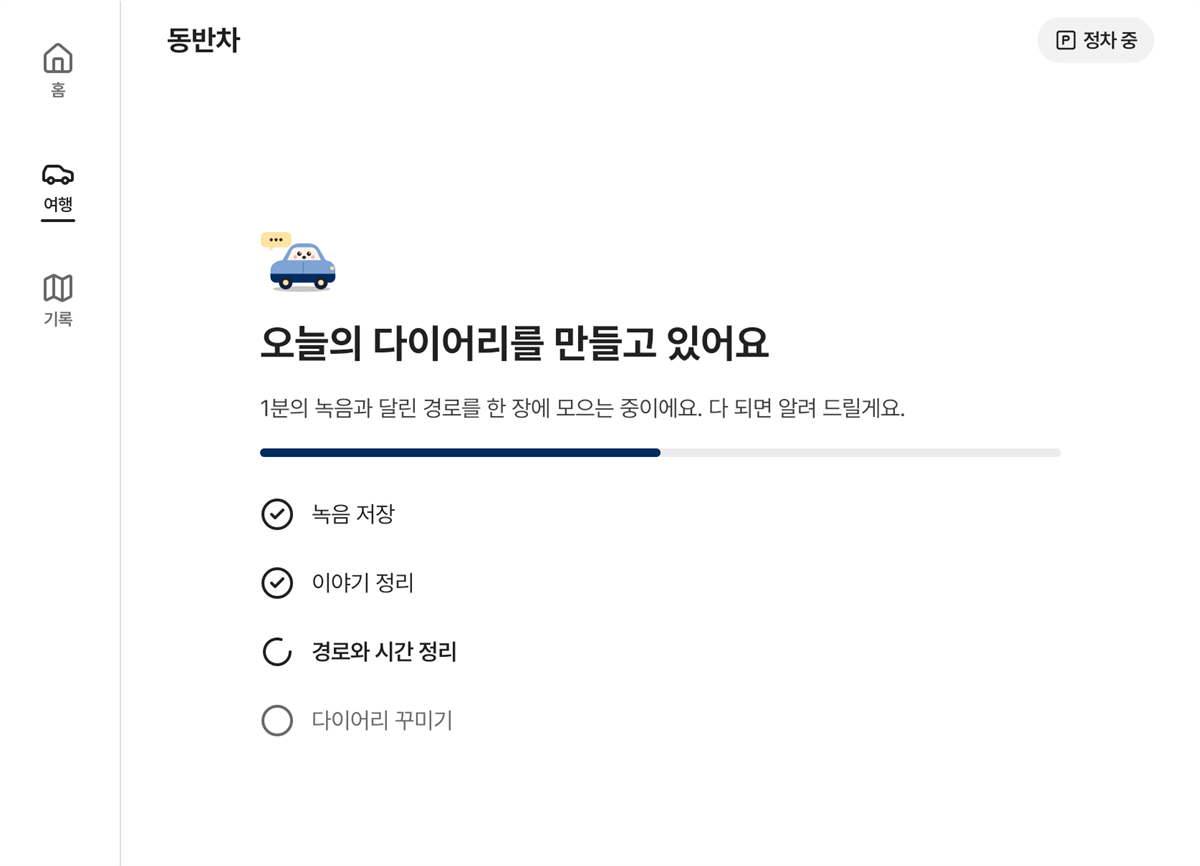 동반차
P 정차 중
홈
여행
기록
오늘의 다이어리를 만들고 있어요
1분의 녹음과 달린 경로를 한 장에 모으는 중이에요. 다 되면 알려 드릴게요.
녹음 저장
이야기 정리
경로와 시간 정리
다이어리 꾸미기